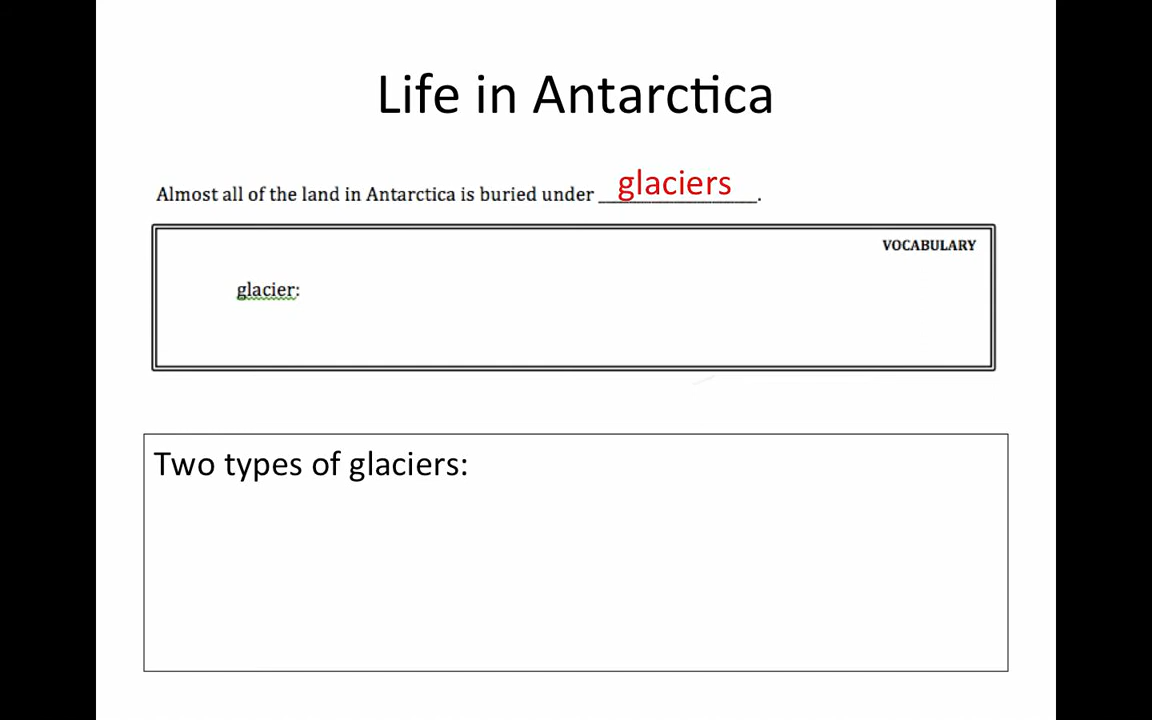 Life in Antarctica
Almost all of the land in Antarctica is buried under glaciers.
VOCABULARY
glacier:
Two types of glaciers: